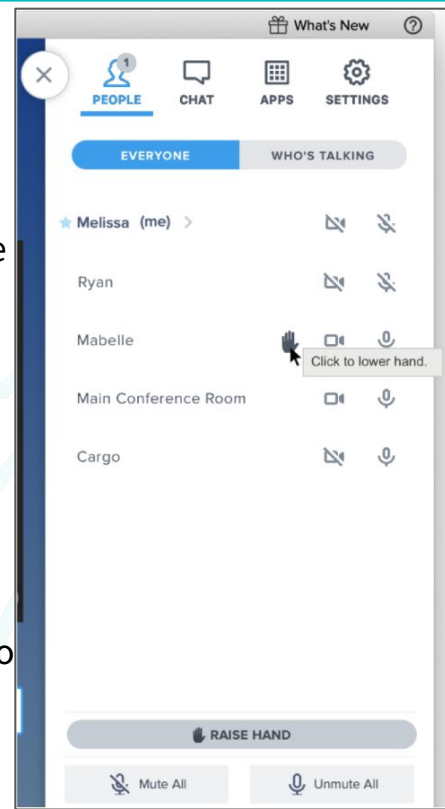 What's New
1
PEOPLE CHAT APPS SETTINGS
EVERYONE WHO'S TALKING
Melissa (me)
e
Ryan
Mabelle
Click to lower hand.
Main Conference Room
Cargo
o
RAISE HAND
Mute All Unmute All